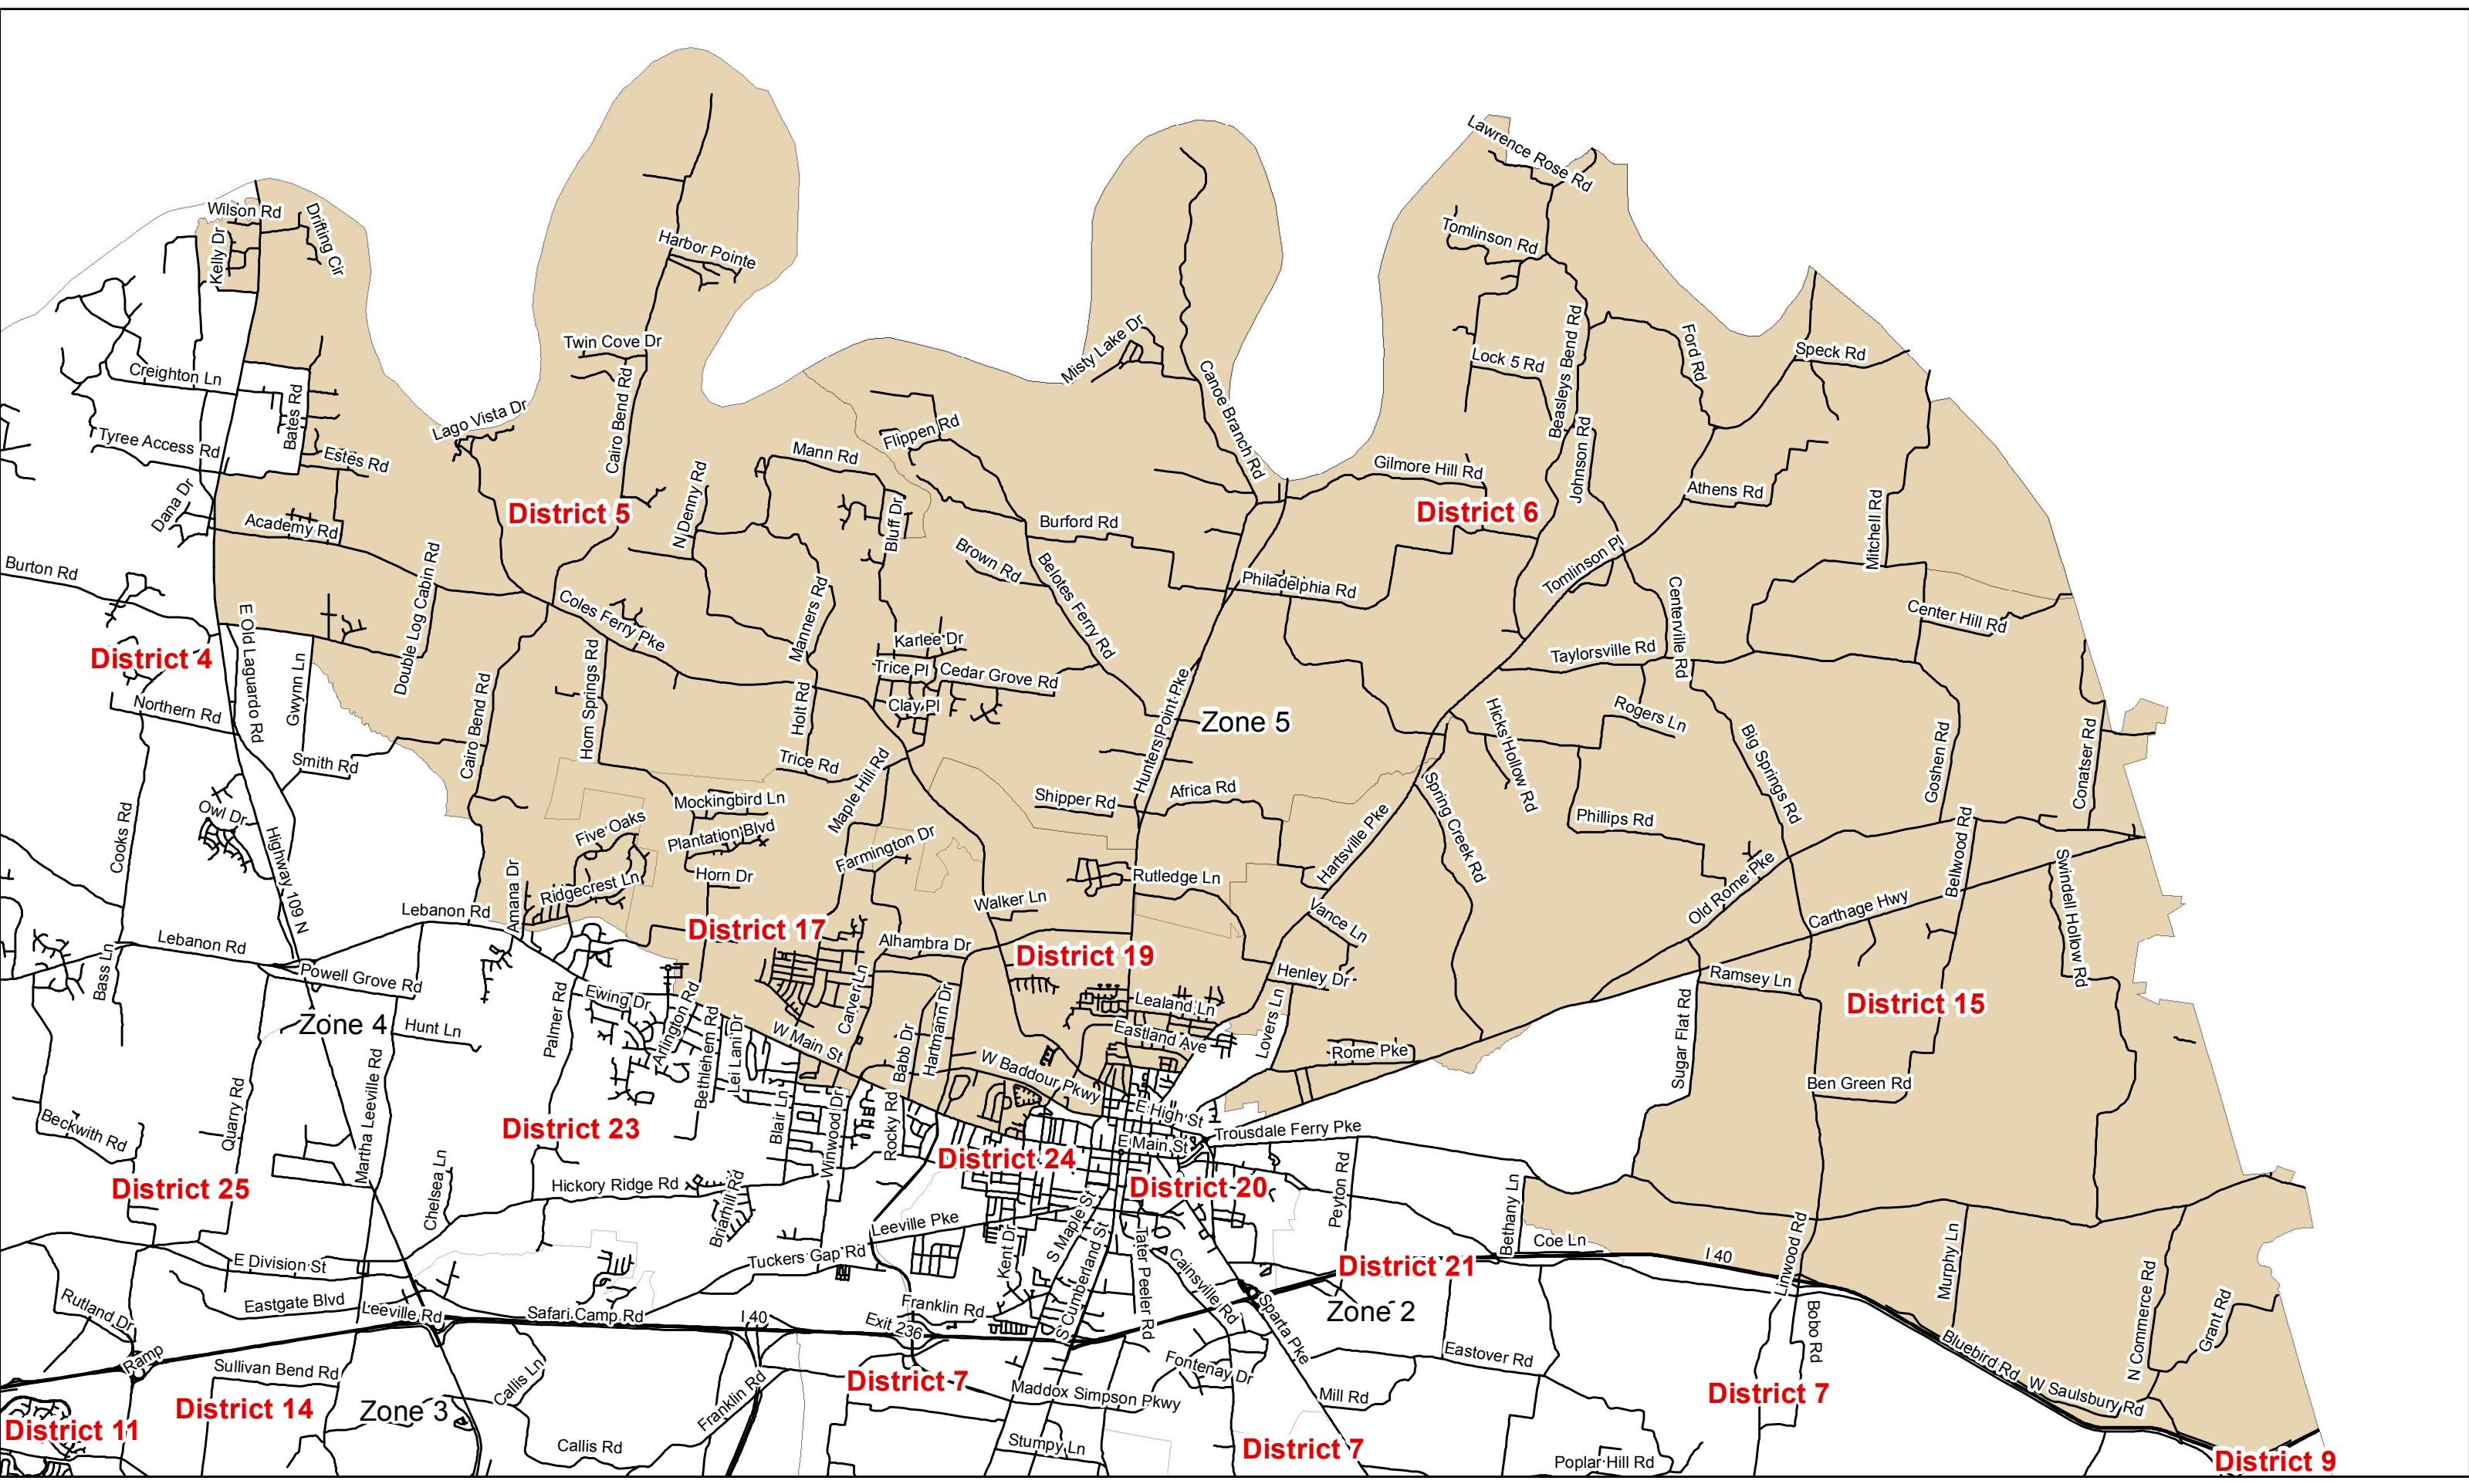 Lawrence Rose Rd
Wilson Rd
Drifting Cir
Kelly Dr
Tomlinson Rd
Harbor Pointe
Twin Cove Dr
Misty Lake Dr
Beasleys Bend Rd
Ford Rd
Speck Rd
Lock 5 Rd
Creighton Ln
Bates Rd
Cairo Bend Rd
Canoe Branch Rd
Lago Vista Dr
Flippen Rd
Tyree Access Rd
Estes Rd
Mann Rd
Gilmore Hill Rd
Johnson Rd
Athens Rd
Dana Dr
N Denny Rd
District 5
District 6
Academy Rd
Bluff Dr
Burford Rd
Mitchell Rd
Burton Rd
Brown Rd
Belotes Ferry Rd
Tomlinson Pl
Philadelphia Rd
Double Log Cabin Rd
Coles Ferry Pke
Manners Rd
Centerville Rd
Center Hill Rd
E Old Laguardo Rd
District 4
Gwynn Ln
Karlee Dr
Trice Pl
Cedar Grove Rd
Taylorsville Rd
Horn Springs Rd
Holt Rd
Clay Pl
Hunters Point Pke
Zone 5
Northern Rd
Cairo Bend Rd
Hicks Hollow Rd
Rogers Ln
Big Springs Rd
Goshen Rd
Conatser Rd
Smith Rd
Trice Rd
Maple Hill Rd
Mockingbird Ln
Shipper Rd
Africa Rd
Spring Creek Rd
Owl Dr
Cooks Rd
Highway 109 N
Five Oaks
Plantation Blvd
Farmington Dr
Hartsville Pke
Phillips Rd
Bellwood Rd
Swindell Hollow Rd
Amana Dr
Ridgecrest Ln
Horn Dr
Rutledge Ln
Old Rome Pke
Carthage Hwy
Lebanon Rd
Walker Ln
Vance Ln
District 17
Lebanon Rd
Alhambra Dr
District 19
Bass Ln
Powell Grove Rd
Henley Dr
Ramsey Ln
District 15
Zone 4
Hunt Ln
Palmer Rd
Ewing Dr
Arlington Rd
Bethlehem Rd
Lei Lani Dr
W Main St
Carver Ln
Babb Dr
Hartmann Dr
Lealand Ln
Eastland Ave
Lovers Ln
Rome Pke
Sugar Flat Rd
W Baddour Pkwy
Ben Green Rd
Martha Leeville Rd
Quarry Rd
Beckwith Rd
District 23
Blair Ln
Winwood Dr
Rocky Rd
E High St
E Main St
Trousdale Ferry Pke
District 24
District 25
Chelsea Ln
Hickory Ridge Rd
Briarhill Rd
District 20
Peyton Rd
Bethany Ln
Leeville Pke
Kent Dr
S Maple St
S Cumberland St
Tater Peeler Rd
Cainsville Rd
Coe Ln
I 40
Linwood Rd
Murphy Ln
E Division St
Tuckers Gap Rd
District 21
Zone 2
Sparta Pke
Rutland Dr
Eastgate Blvd
Leeville Rd
Safari Camp Rd
I 40
Exit 236
Franklin Rd
Bobo Rd
N Commerce Rd
Grant Rd
Ramp
Sullivan Bend Rd
Callis Ln
Franklin Rd
District 7
Maddox Simpson Pkwy
Fontenay Dr
Eastover Rd
Mill Rd
Bluebird Rd
W Saulsbury Rd
District 7
District 11
District 14
Zone 3
Callis Rd
Stumpy Ln
District 7
Poplar Hill Rd
District 9